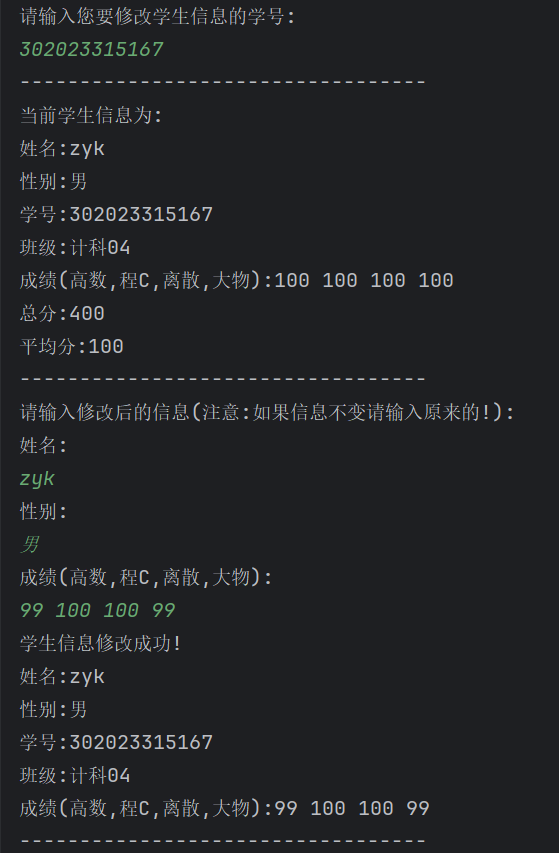 请输入您要修改学生信息的学号:
302023315167
----------------------------------
当前学生信息为:
姓名:zyk
性别:男
学号:302023315167
班级:计科04
成绩(高数,程C,离散,大物):100 100 100 100
总分:400
平均分:100
----------------------------------
请输入修改后的信息(注意:如果信息不变请输入原来的!):
姓名:
zyk
性别:
男
成绩(高数,程C,离散,大物):
99 100 100 99
学生信息修改成功!
姓名:zyk
性别:男
学号:302023315167
班级:计科04
成绩(高数,程C,离散,大物):99 100 100 99
----------------------------------